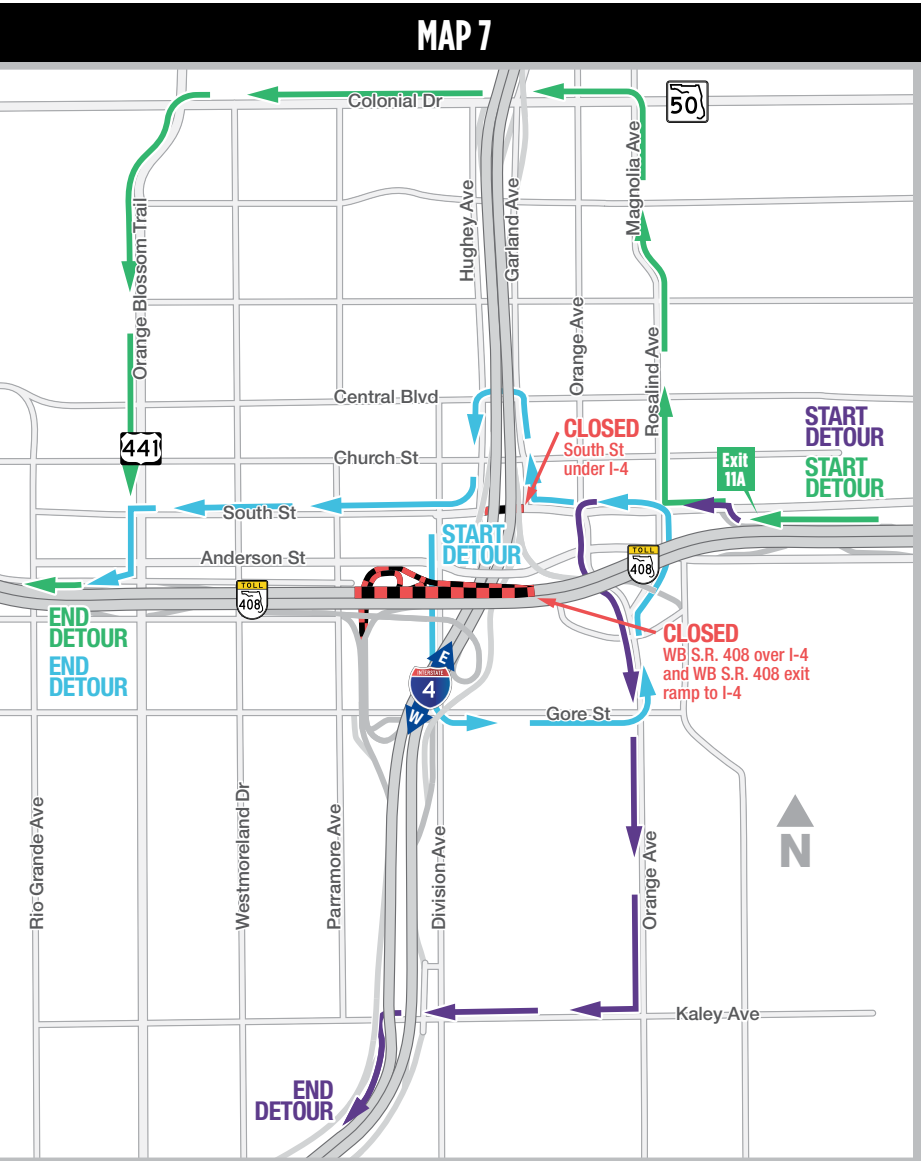 MAP 7
Colonial Dr
50
Magnolia Ave
Hughey Ave
Garland Ave
Orange Blossom Trail
Orange Ave
Rosalind Ave
Central Blvd
CLOSED
South St
under I-4
START
DETOUR
441
Church St
Exit
11A
START
DETOUR
South St
START
DETOUR
Anderson St
TOLL
408
TOLL
408
END
DETOUR
END
DETOUR
CLOSED
WB S.R. 408 over I-4
and WB S.R. 408 exit
ramp to I-4
E
INTERSTATE
4
W
Gore St
N
Rio Grande Ave
Westmoreland Dr
Parramore Ave
Division Ave
Orange Ave
Kaley Ave
END
DETOUR